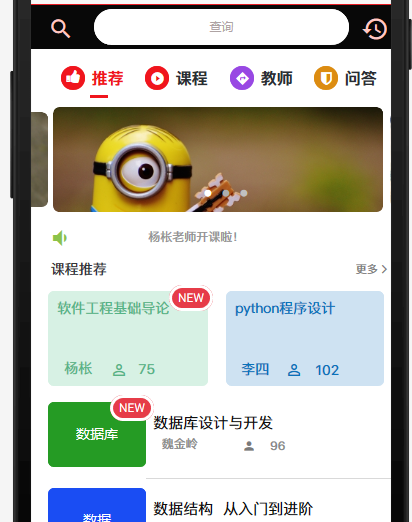 查询
推荐 课程 教师 问答
杨枨老师开课啦！
课程推荐 更多
NEW
软件工程基础导论 python程序设计
杨枨 75 李四 102
NEW
数据库 数据库设计与开发
魏金岭 96
数据 数据结构 从入门到进阶